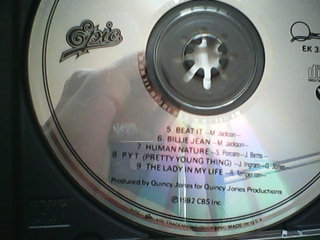 Epic
EK 3
5. BEAT IT -M. Jackson-
6. BILLIE JEAN -M. Jackson-
7. HUMAN NATURE -S. Porcaro - J. Bettis-
8. P Y T (PRETTY YOUNG THING) -J. Ingram - Q. Jones-
9. THE LADY IN MY LIFE -R. Temperton-
Produced by Quincy Jones for Quincy Jones Productions
℗ 1982 CBS Inc.